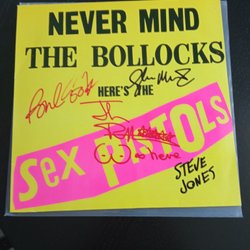 NEVER MIND
THE BOLLOCKS
HERE'S THE
Sex PISTOLS
STEVE
JONES